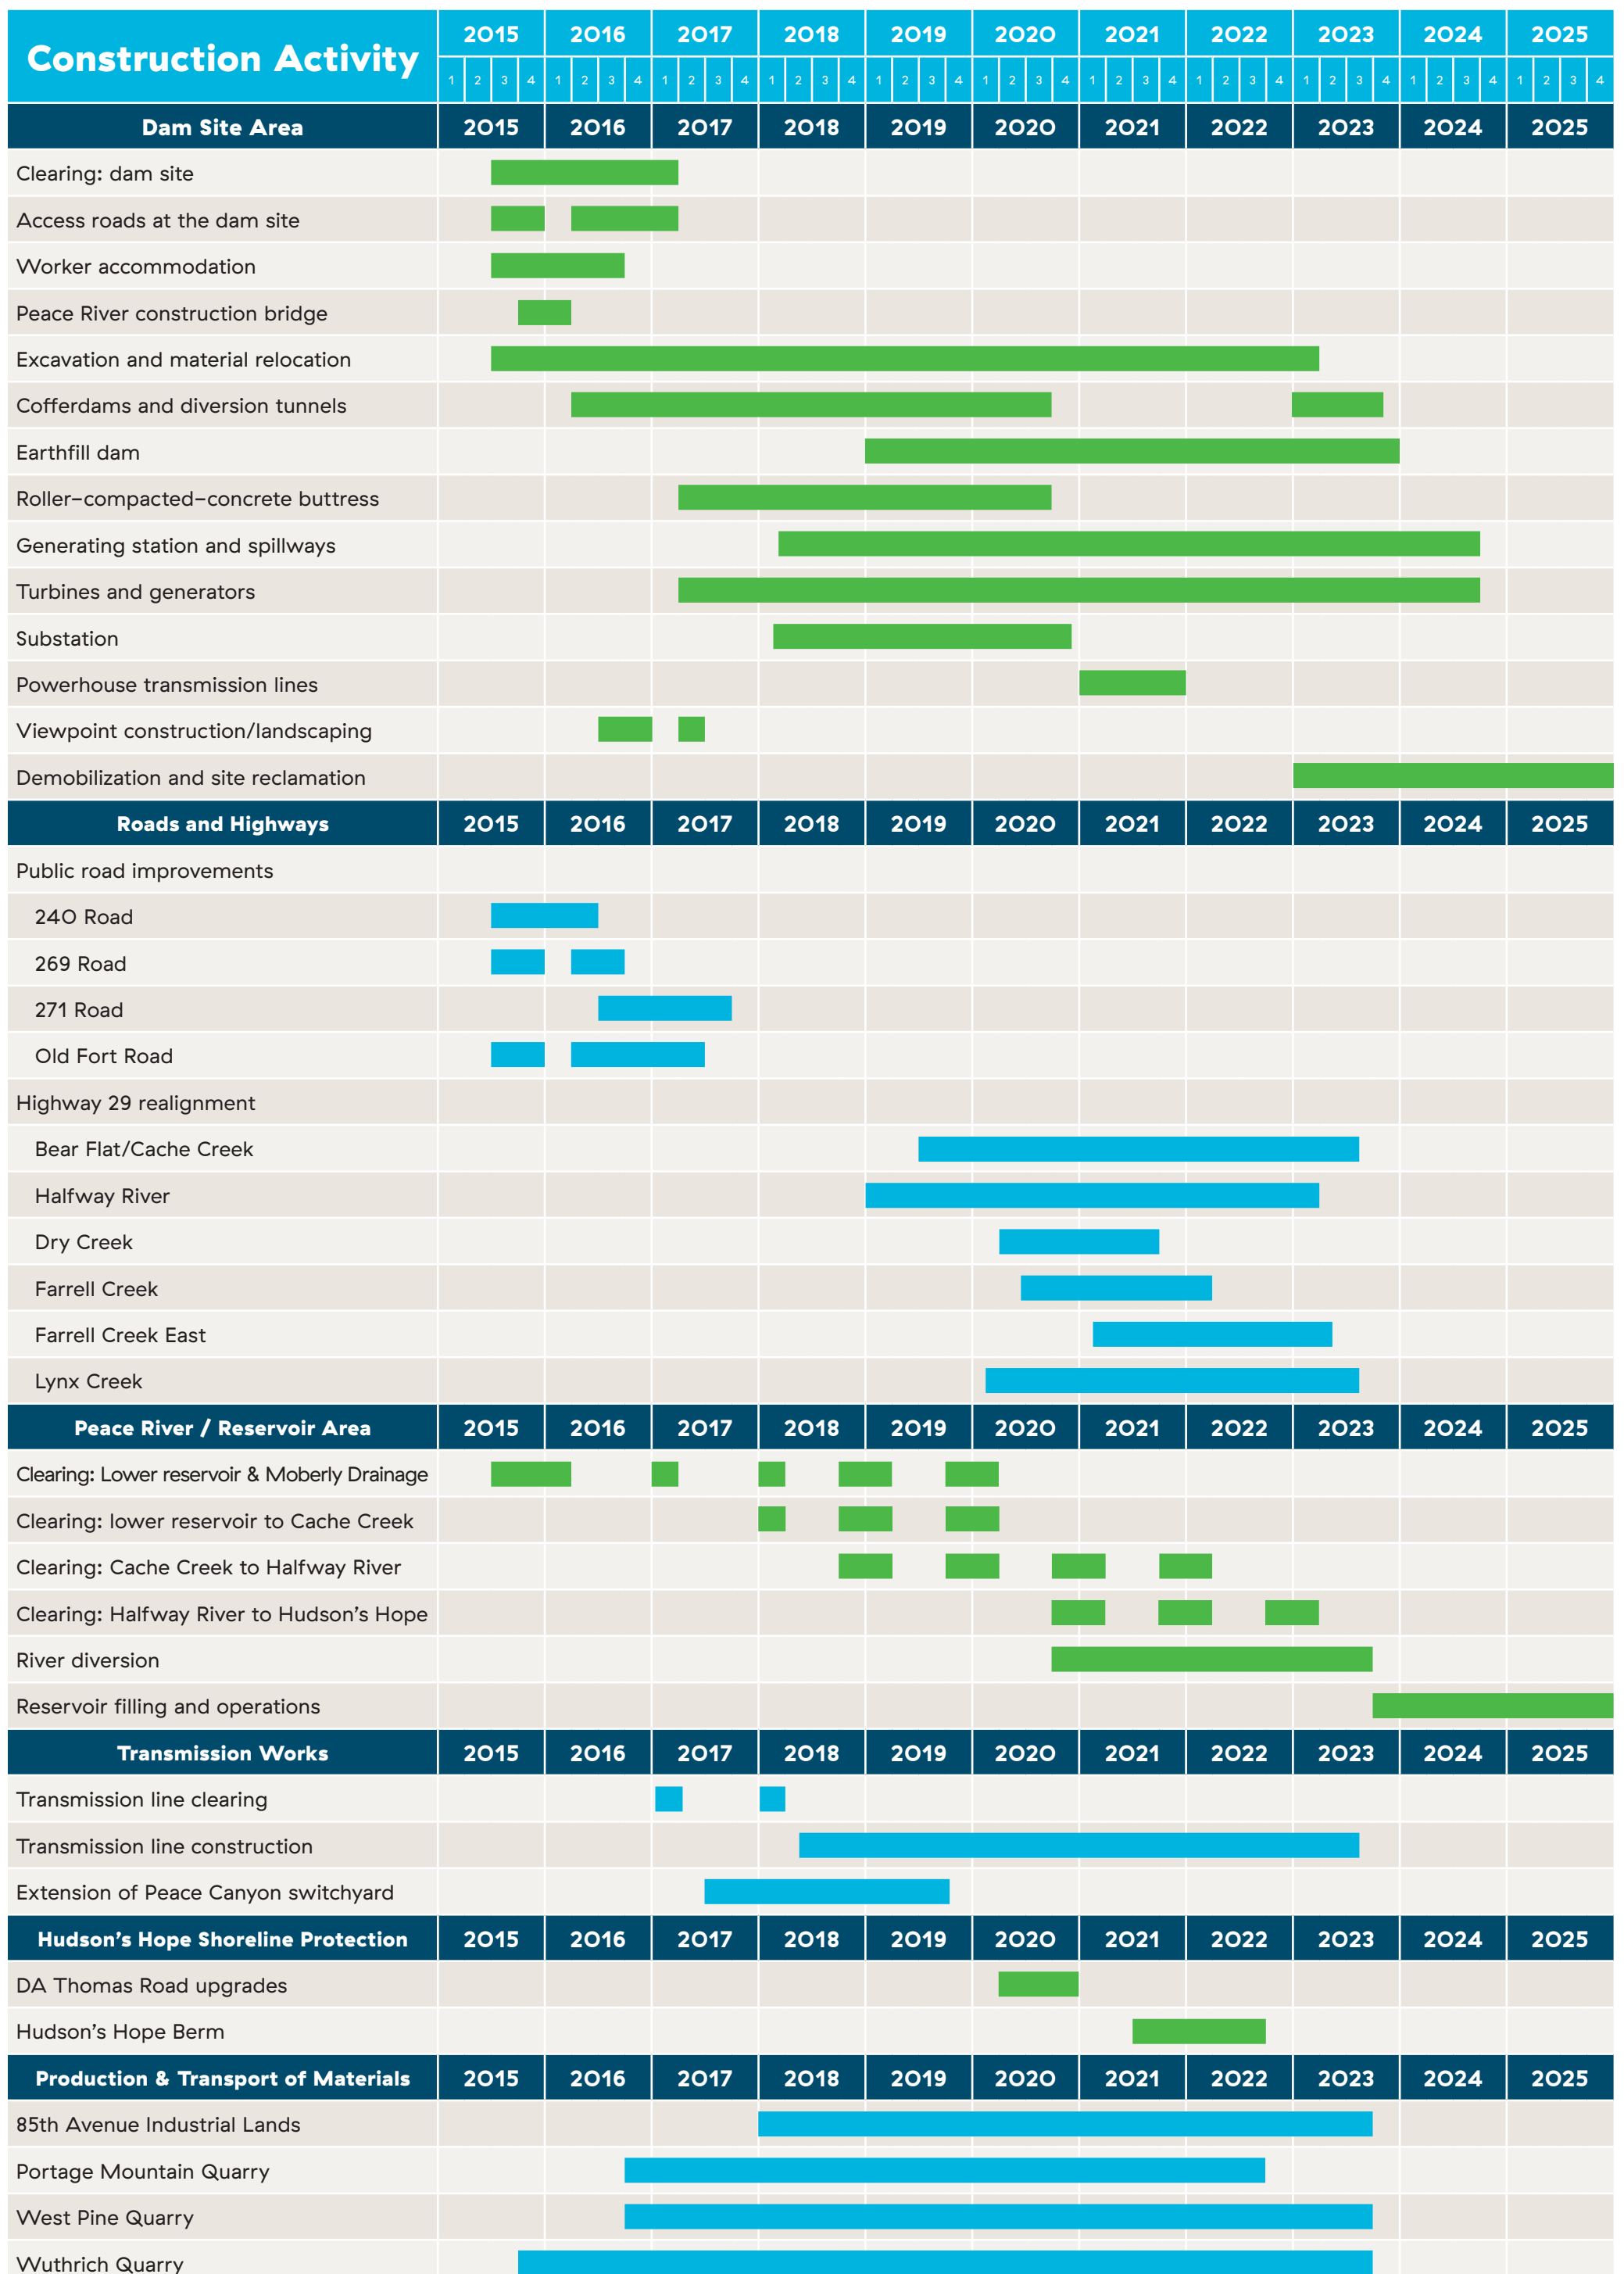 Construction Activity 2015 2016 2017 2018 2019 2020 2021 2022 2023 2024 2025
1 2 3 4 1 2 3 4 1 2 3 4 1 2 3 4 1 2 3 4 1 2 3 4 1 2 3 4 1 2 3 4 1 2 3 4 1 2 3 4 1 2 3 4
Dam Site Area 2015 2016 2017 2018 2019 2020 2021 2022 2023 2024 2025
Clearing: dam site
Access roads at the dam site
Worker accommodation
Peace River construction bridge
Excavation and material relocation
Cofferdams and diversion tunnels
Earthfill dam
Roller-compacted-concrete buttress
Generating station and spillways
Turbines and generators
Substation
Powerhouse transmission lines
Viewpoint construction/landscaping
Demobilization and site reclamation
Roads and Highways 2015 2016 2017 2018 2019 2020 2021 2022 2023 2024 2025
Public road improvements
240 Road
269 Road
271 Road
Old Fort Road
Highway 29 realignment
Bear Flat/Cache Creek
Halfway River
Dry Creek
Farrell Creek
Farrell Creek East
Lynx Creek
Peace River / Reservoir Area 2015 2016 2017 2018 2019 2020 2021 2022 2023 2024 2025
Clearing: Lower reservoir & Moberly Drainage
Clearing: lower reservoir to Cache Creek
Clearing: Cache Creek to Halfway River
Clearing: Halfway River to Hudson's Hope
River diversion
Reservoir filling and operations
Transmission Works 2015 2016 2017 2018 2019 2020 2021 2022 2023 2024 2025
Transmission line clearing
Transmission line construction
Extension of Peace Canyon switchyard
Hudson's Hope Shoreline Protection 2015 2016 2017 2018 2019 2020 2021 2022 2023 2024 2025
DA Thomas Road upgrades
Hudson's Hope Berm
Production & Transport of Materials 2015 2016 2017 2018 2019 2020 2021 2022 2023 2024 2025
85th Avenue Industrial Lands
Portage Mountain Quarry
West Pine Quarry
Wuthrich Quarry